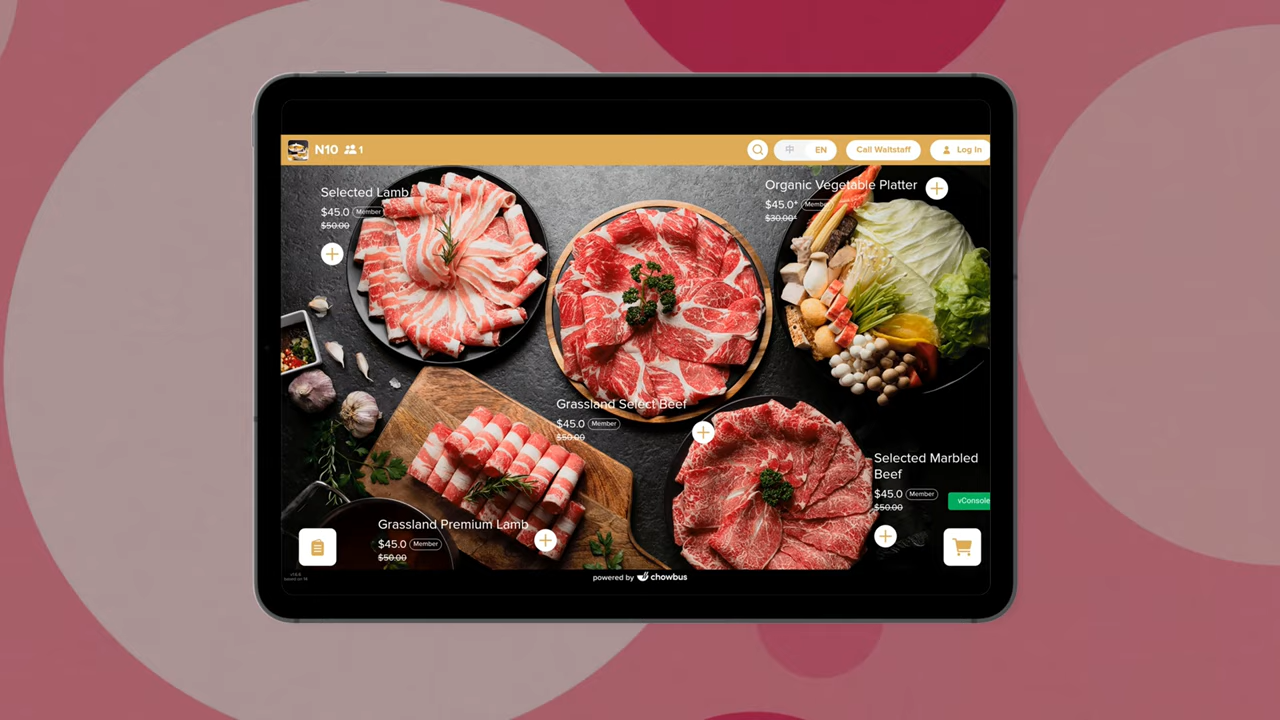 N10 1
中 EN
Call Waitstaff
Log In
Selected Lamb
$45.0 Member
$50.00
Organic Vegetable Platter
$45.0* Member
$30.00*
Grassland Select Beef
$45.0 Member
$50.00
Selected Marbled
Beef
$45.0 Member
$50.00
vConsole
Grassland Premium Lamb
$45.0 Member
$50.00
powered by chowbus